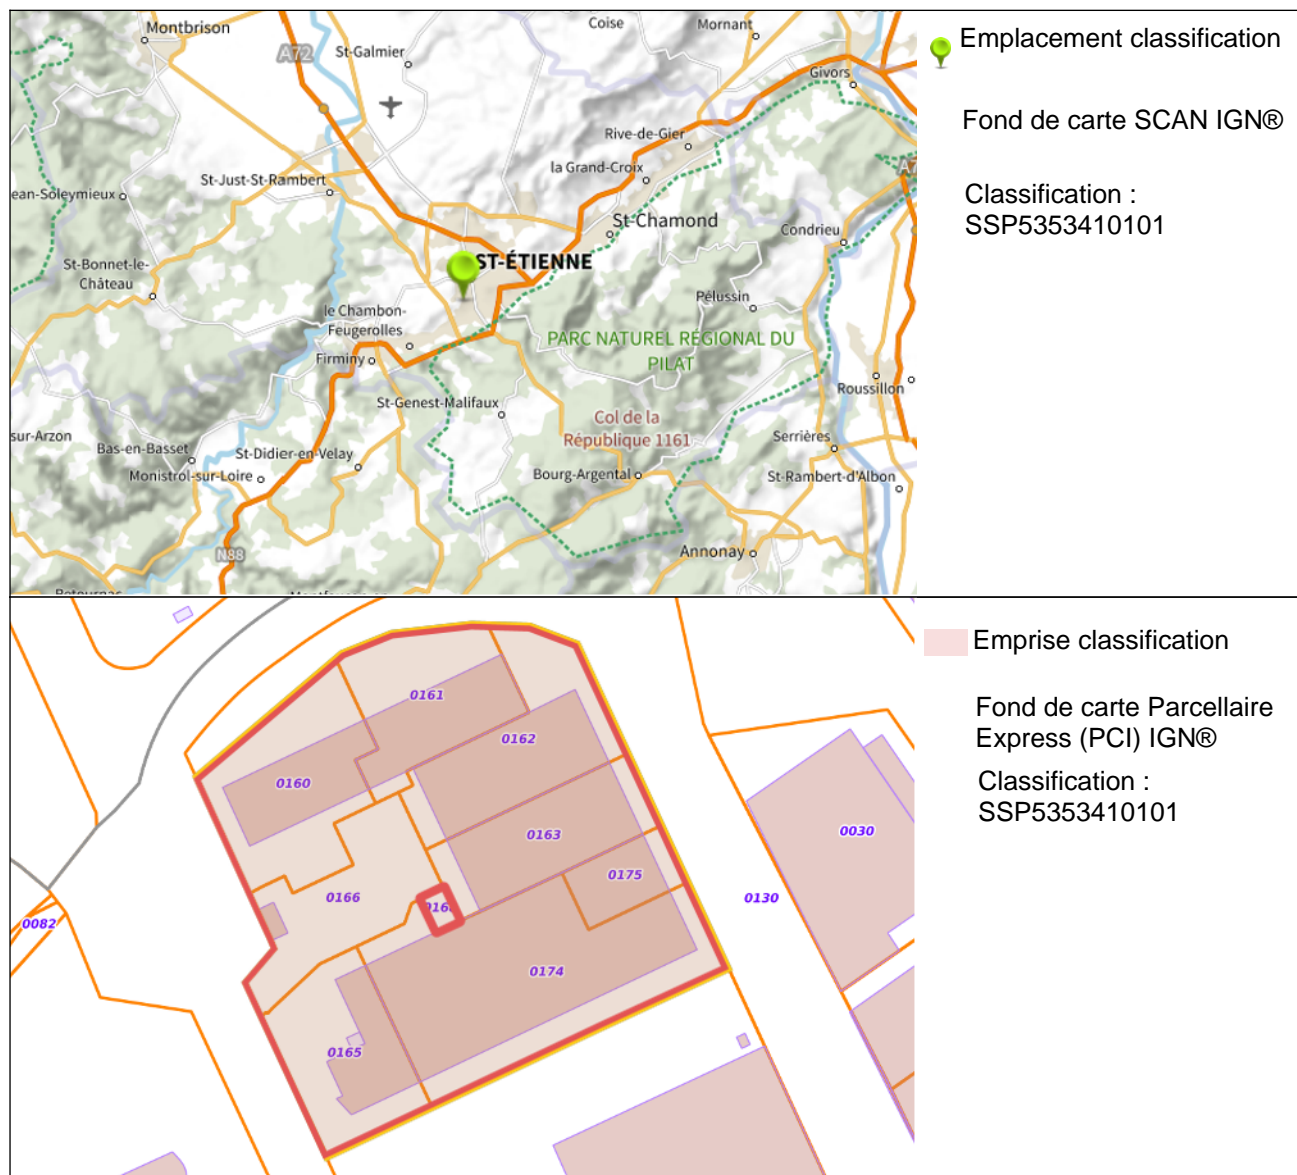 Montbrison
Coise
Mornant
A72
St-Galmier
Givors
Rive-de-Gier
la Grand-Croix
A7
St-Just-St-Rambert
ean-Soleymieux
St-Chamond
Condrieu
St-Bonnet-le-
Château
ST-ÉTIENNE
Pélussin
le Chambon-
Feugerolles
PARC NATUREL RÉGIONAL DU
PILAT
Firminy
Roussillon
St-Genest-Malifaux
Col de la
République 1161
sur-Arzon
Bas-en-Basset
St-Didier-en-Velay
Serrières
Monistrol-sur-Loire
Bourg-Argental
St-Rambert-d'Albon
N88
Annonay
Emplacement classification
Fond de carte SCAN IGN®
Classification :
SSP5353410101
0161
0162
0160
0163
0030
0175
0166
0130
0082
0174
0165
Emprise classification
Fond de carte Parcellaire
Express (PCI) IGN®
Classification :
SSP5353410101